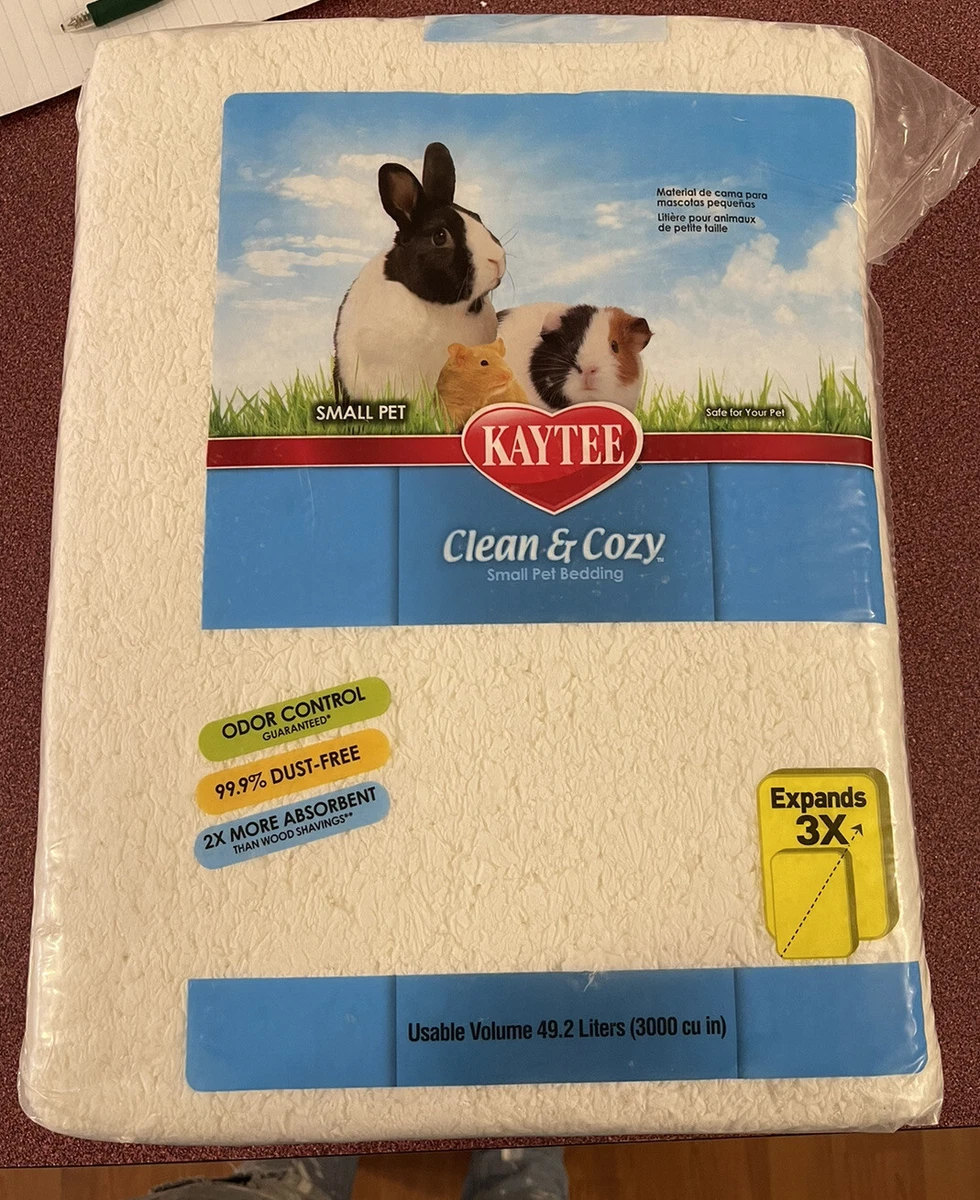 Material de cama para
mascotas pequeñas
Litière pour animaux
de petite taille
SMALL PET
Safe for Your Pet
KAYTEE®
Clean & Cozy™
Small Pet Bedding
ODOR CONTROL
GUARANTEED*
99.9% DUST-FREE
2X MORE ABSORBENT
THAN WOOD SHAVINGS**
Expands
3X
Usable Volume 49.2 Liters (3000 cu in)